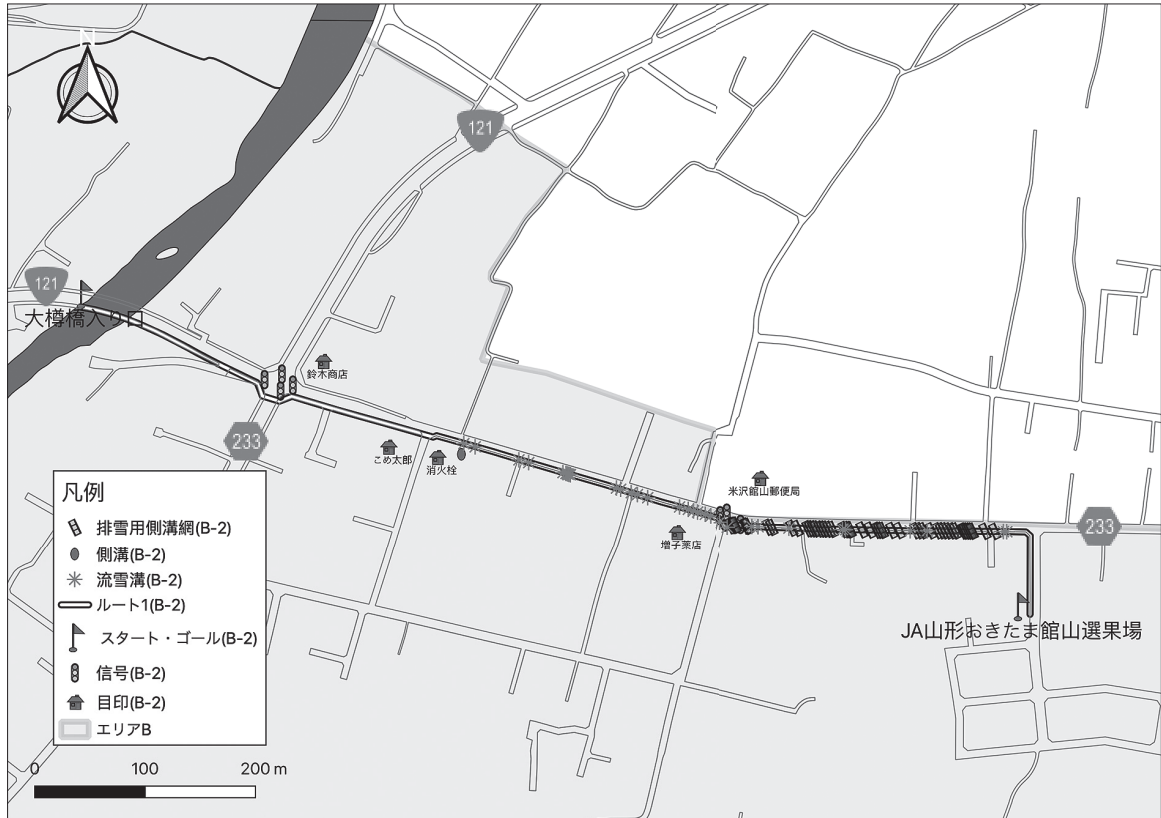 N
121
121
大樽橋入り口
鈴木商店
233
こめ太郎
消火栓
米沢館山郵便局
増子薬店
233
JA山形おきたま館山選果場
凡例
排雪用側溝網(B-2)
側溝(B-2)
流雪溝(B-2)
ルート1(B-2)
スタート・ゴール(B-2)
信号(B-2)
目印(B-2)
エリアB
0 100 200 m